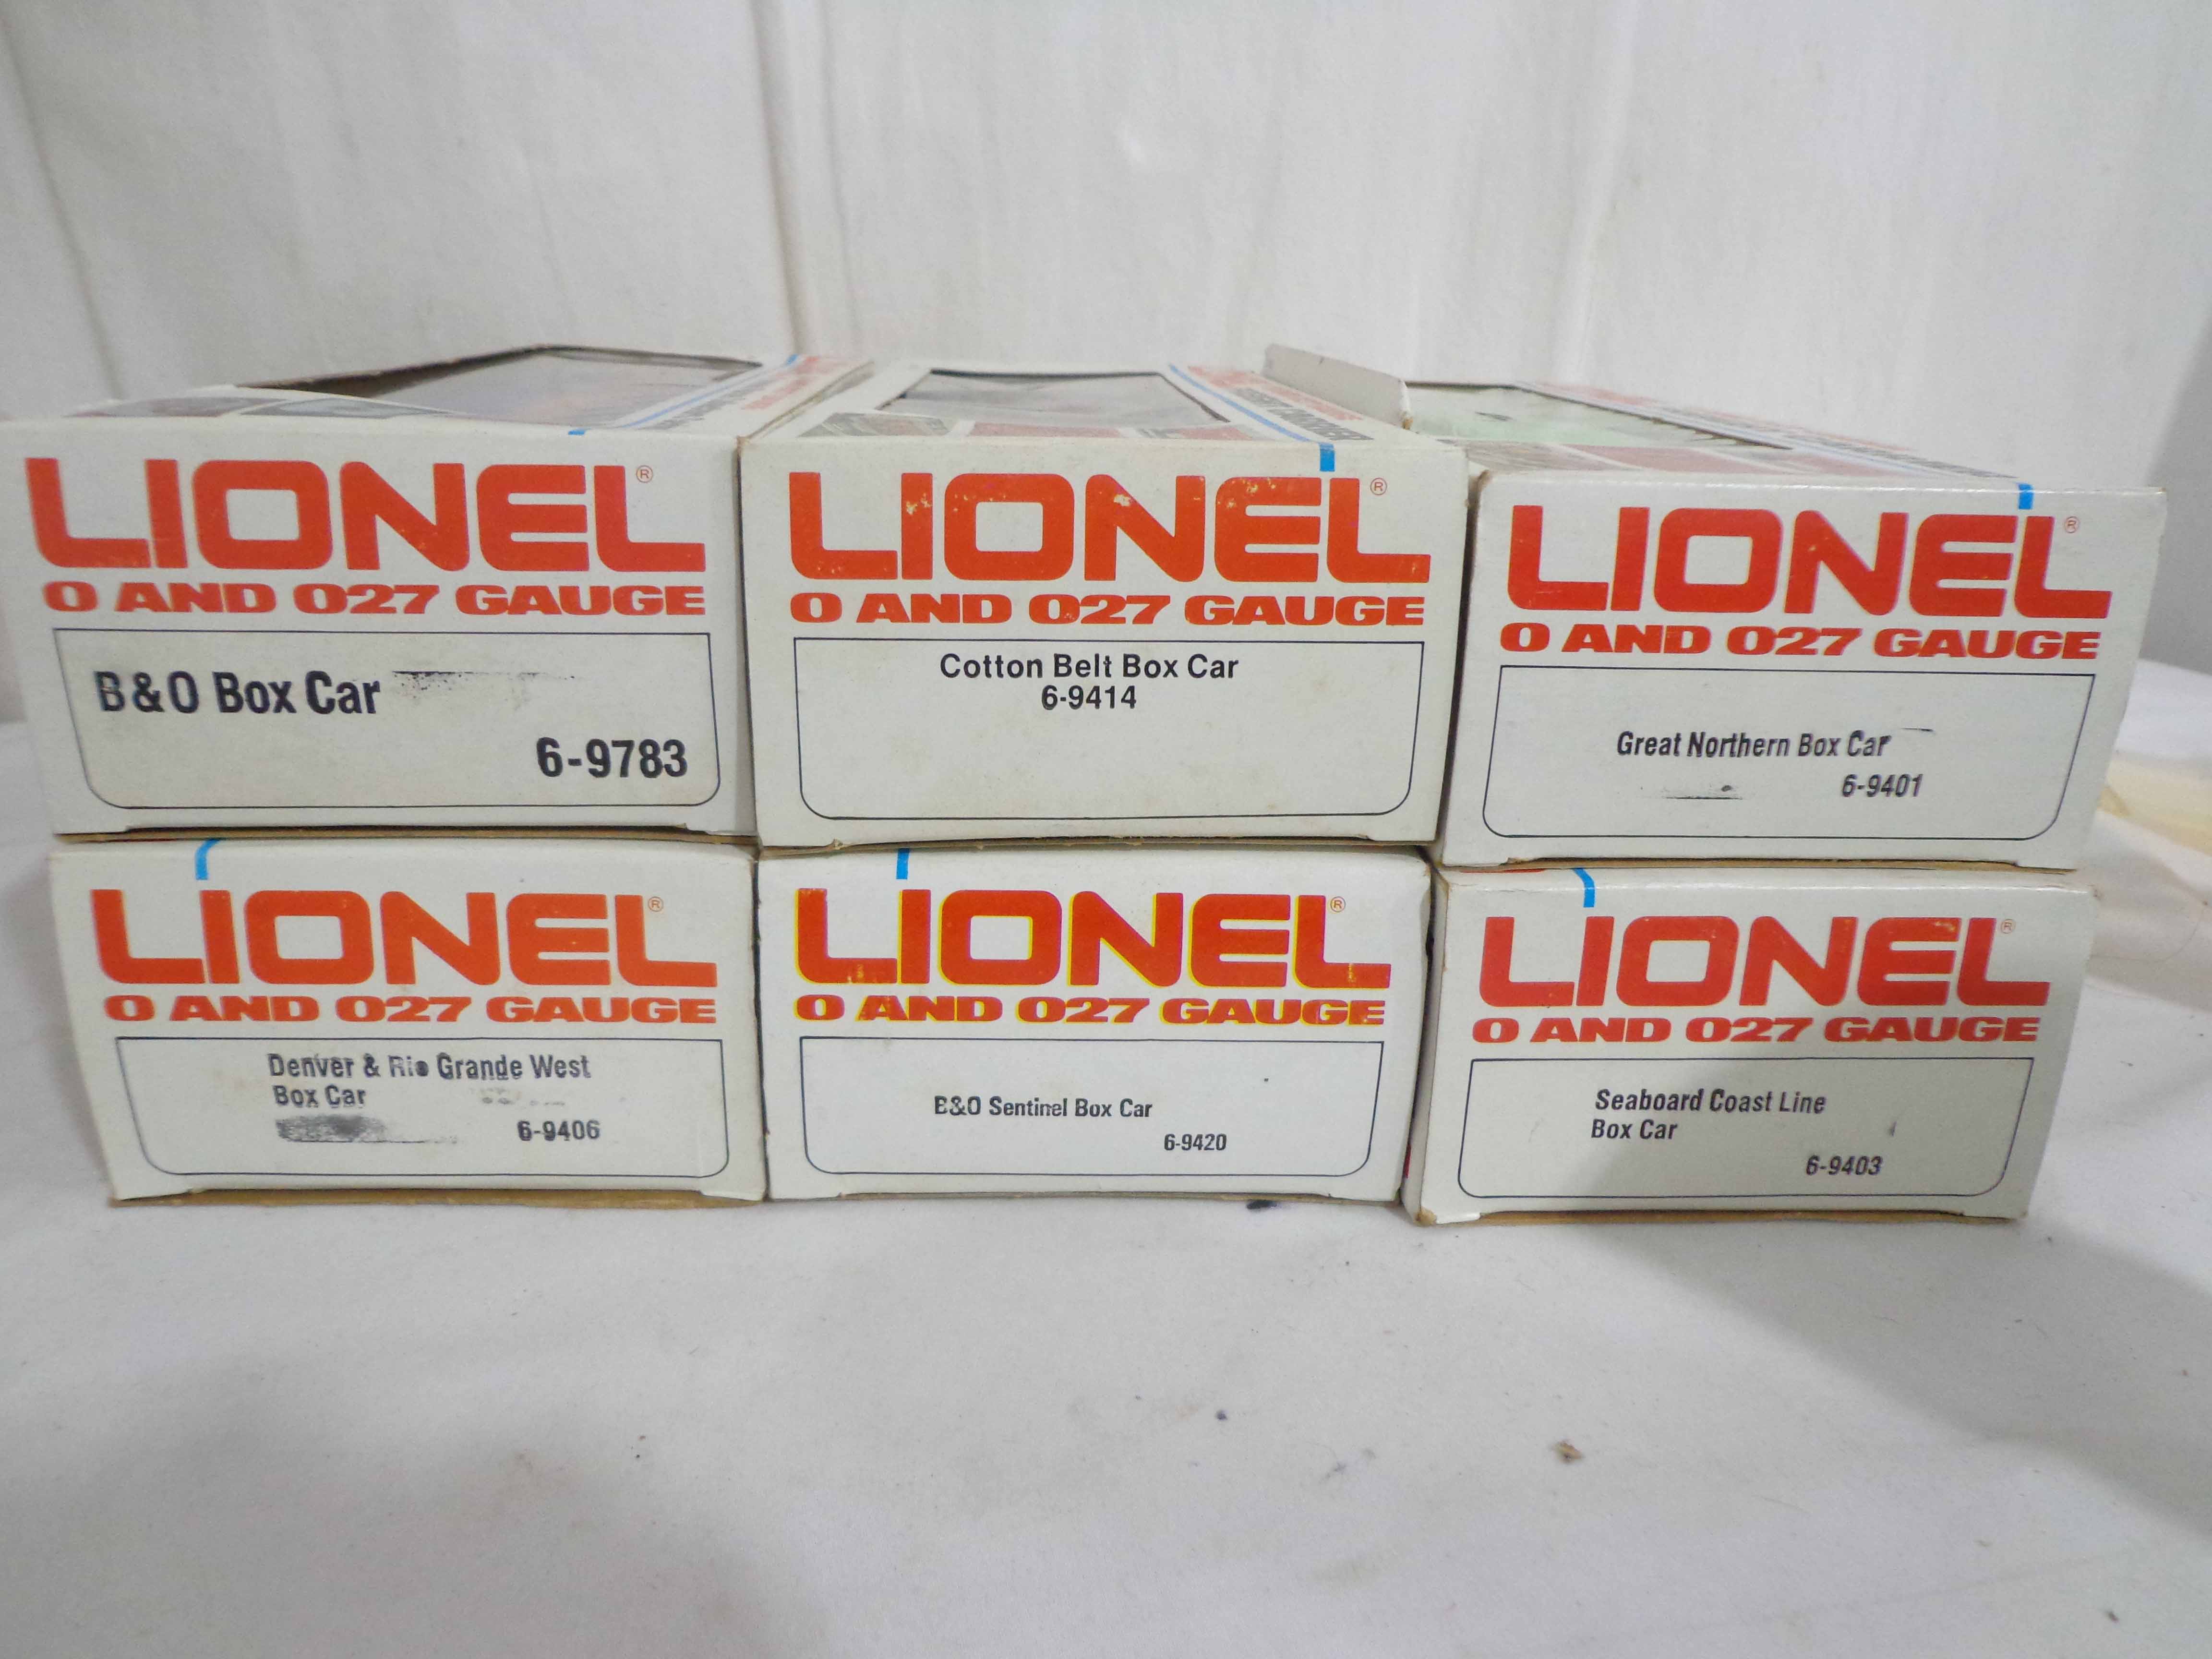 LIONEL®
O AND O27 GAUGE
B&O Box Car
6-9783
LIONEL®
O AND O27 GAUGE
Cotton Belt Box Car
6-9414
LIONEL®
O AND O27 GAUGE
Great Northern Box Car
6-9401
LIONEL®
O AND O27 GAUGE
Denver & Rio Grande West
Box Car
6-9406
LIONEL®
O AND O27 GAUGE
B&O Sentinel Box Car
6-9420
LIONEL®
O AND O27 GAUGE
Seaboard Coast Line
Box Car
6-9403